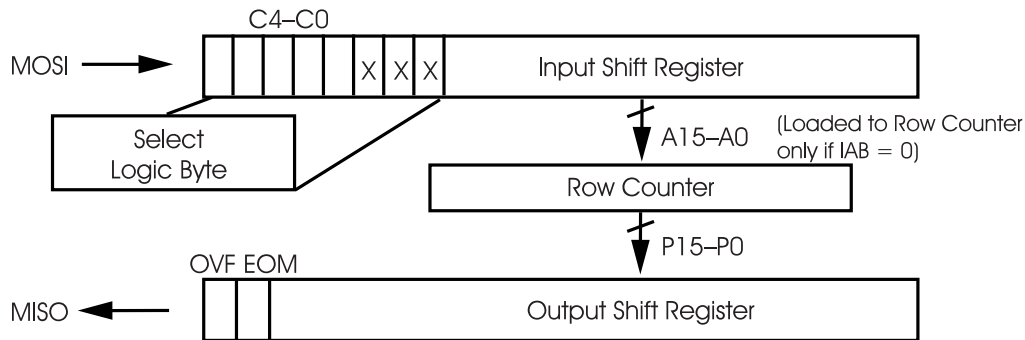 C4–C0
MOSI
X X X
Input Shift Register
Select
Logic Byte
A15–A0
(Loaded to Row Counter
only if IAB = 0)
Row Counter
P15–P0
OVF EOM
MISO
Output Shift Register